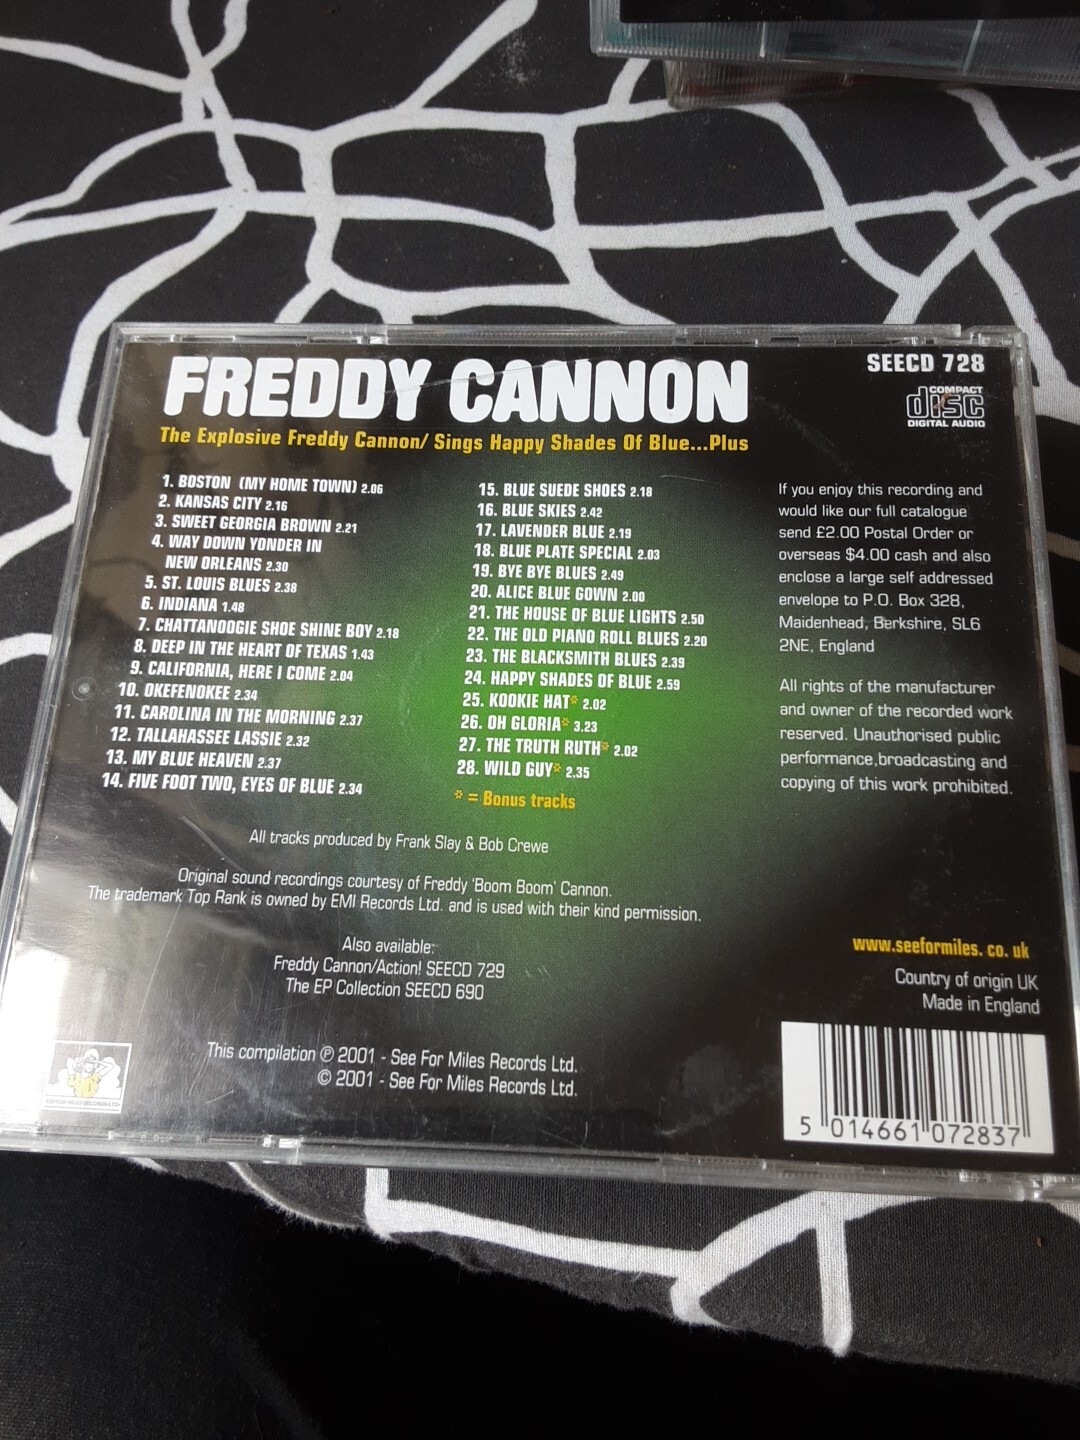 FREDDY CANNON
The Explosive Freddy Cannon/ Sings Happy Shades Of Blue...Plus
SEECD 728
COMPACT
disc
DIGITAL AUDIO
1. BOSTON (MY HOME TOWN) 2.06
2. KANSAS CITY 2.16
3. SWEET GEORGIA BROWN 2.21
4. WAY DOWN YONDER IN
NEW ORLEANS 2.30
5. ST. LOUIS BLUES 2.38
6. INDIANA 1.48
7. CHATTANOOGIE SHOE SHINE BOY 2.18
8. DEEP IN THE HEART OF TEXAS 1.43
9. CALIFORNIA, HERE I COME 2.04
10. OKEFENOKEE 2.34
11. CAROLINA IN THE MORNING 2.37
12. TALLAHASSEE LASSIE 2.32
13. MY BLUE HEAVEN 2.37
14. FIVE FOOT TWO, EYES OF BLUE 2.34
15. BLUE SUEDE SHOES 2.18
16. BLUE SKIES 2.42
17. LAVENDER BLUE 2.19
18. BLUE PLATE SPECIAL 2.03
19. BYE BYE BLUES 2.49
20. ALICE BLUE GOWN 2.00
21. THE HOUSE OF BLUE LIGHTS 2.50
22. THE OLD PIANO ROLL BLUES 2.20
23. THE BLACKSMITH BLUES 2.39
24. HAPPY SHADES OF BLUE 2.59
25. KOOKIE HAT* 2.02
26. OH GLORIA* 3.23
27. THE TRUTH RUTH* 2.02
28. WILD GUY* 2.35
* = Bonus tracks
If you enjoy this recording and
would like our full catalogue
send £2.00 Postal Order or
overseas $4.00 cash and also
enclose a large self addressed
envelope to P.O. Box 328,
Maidenhead, Berkshire, SL6
2NE, England
All rights of the manufacturer
and owner of the recorded work
reserved. Unauthorised public
performance,broadcasting and
copying of this work prohibited.
All tracks produced by Frank Slay & Bob Crewe
Original sound recordings courtesy of Freddy 'Boom Boom' Cannon.
The trademark Top Rank is owned by EMI Records Ltd. and is used with their kind permission.
Also available:
Freddy Cannon/Action! SEECD 729
The EP Collection SEECD 690
www.seeformiles. co. uk
Country of origin UK
Made in England
This compilation ℗ 2001 - See For Miles Records Ltd.
© 2001 - See For Miles Records Ltd.
SEE·FOR·MILES·RECORDS·LTD·
5 014661 072837